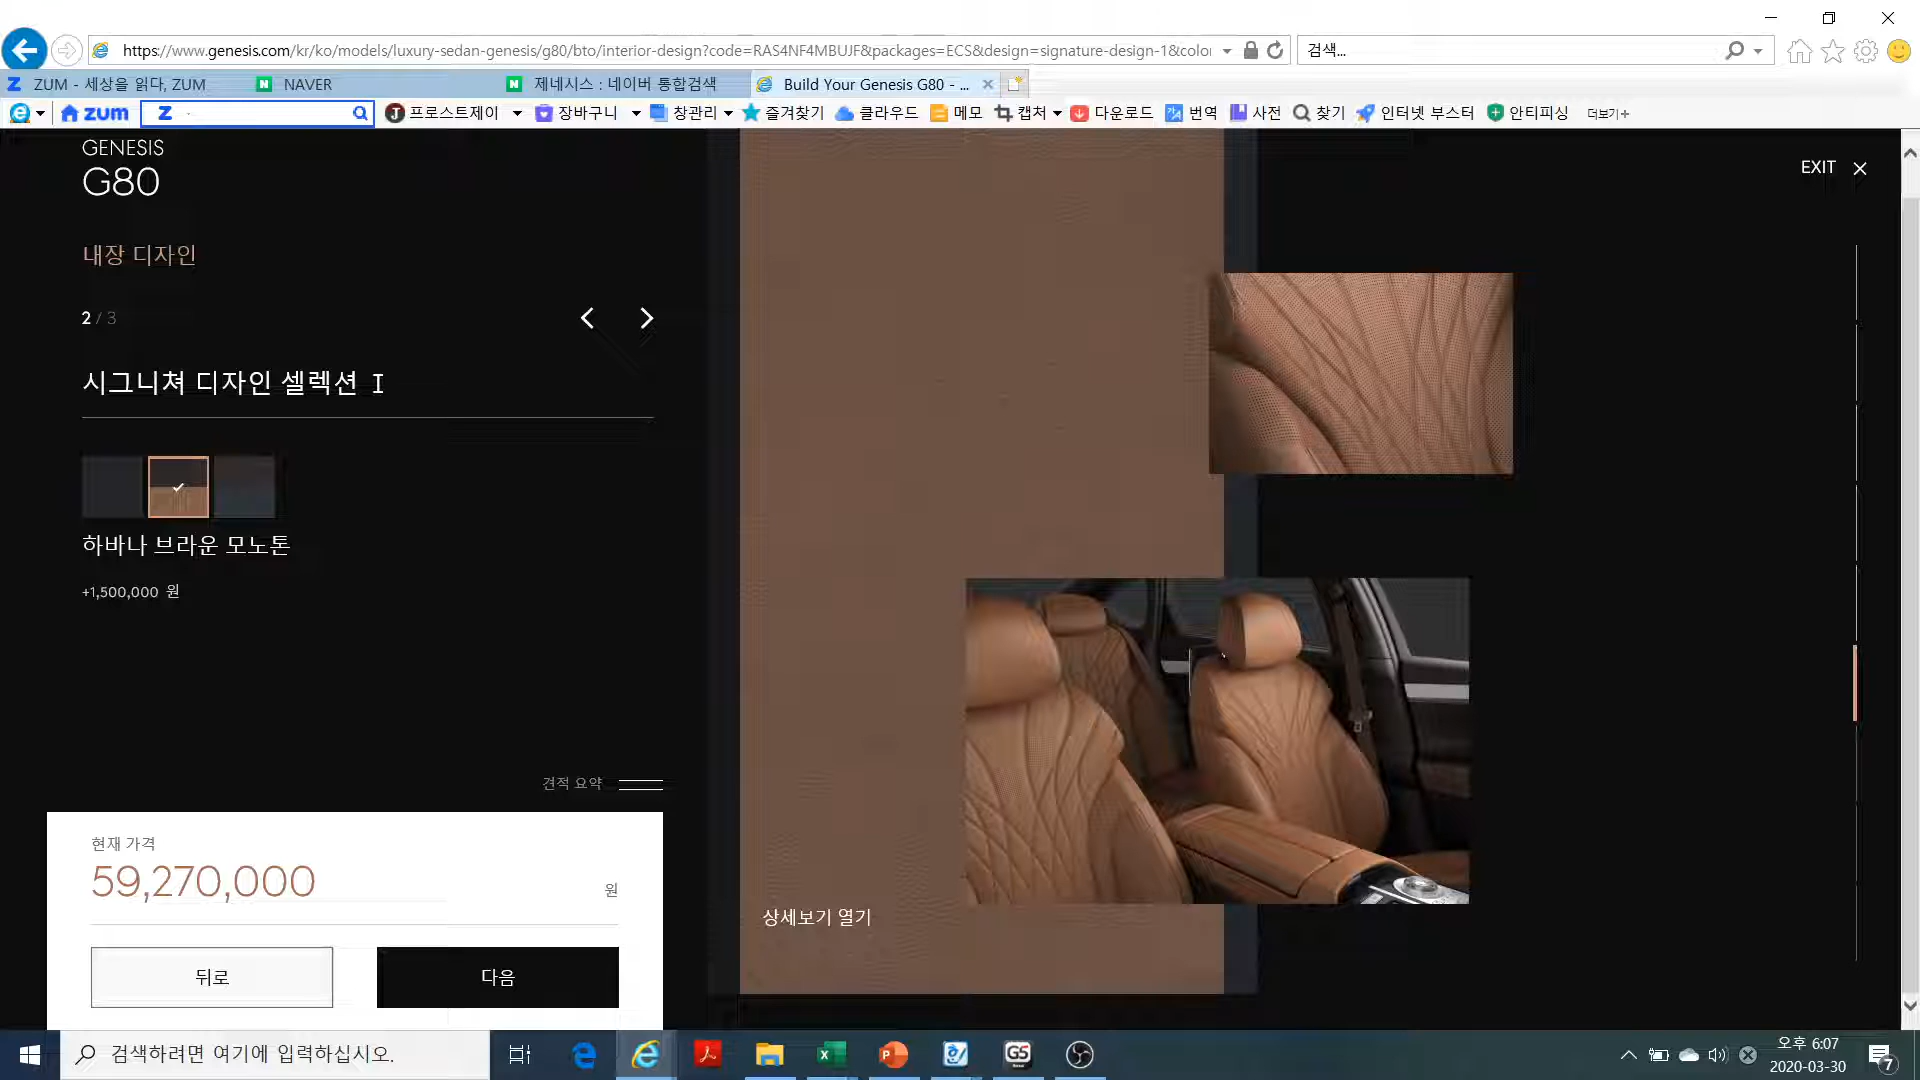 https://www.genesis.com/kr/ko/models/luxury-sedan-genesis/g80/bto/interior-design?code=RAS4NF4MBUJF&packages=ECS&design=signature-design-1&color
검색...
ZUM - 세상을 읽다, ZUM
NAVER
제네시스 : 네이버 통합검색
Build Your Genesis G80 - ...
zum
프로스트제이
장바구니
창관리
즐겨찾기
클라우드
메모
캡처
다운로드
번역
사전
찾기
인터넷 부스터
안티피싱
더보기+
GENESIS
G80
EXIT
내장 디자인
2 / 3
시그니쳐 디자인 셀렉션 I
하바나 브라운 모노톤
+1,500,000 원
견적 요약
현재 가격
59,270,000 원
상세보기 열기
뒤로
다음
검색하려면 여기에 입력하십시오.
오후 6:07
2020-03-30
7